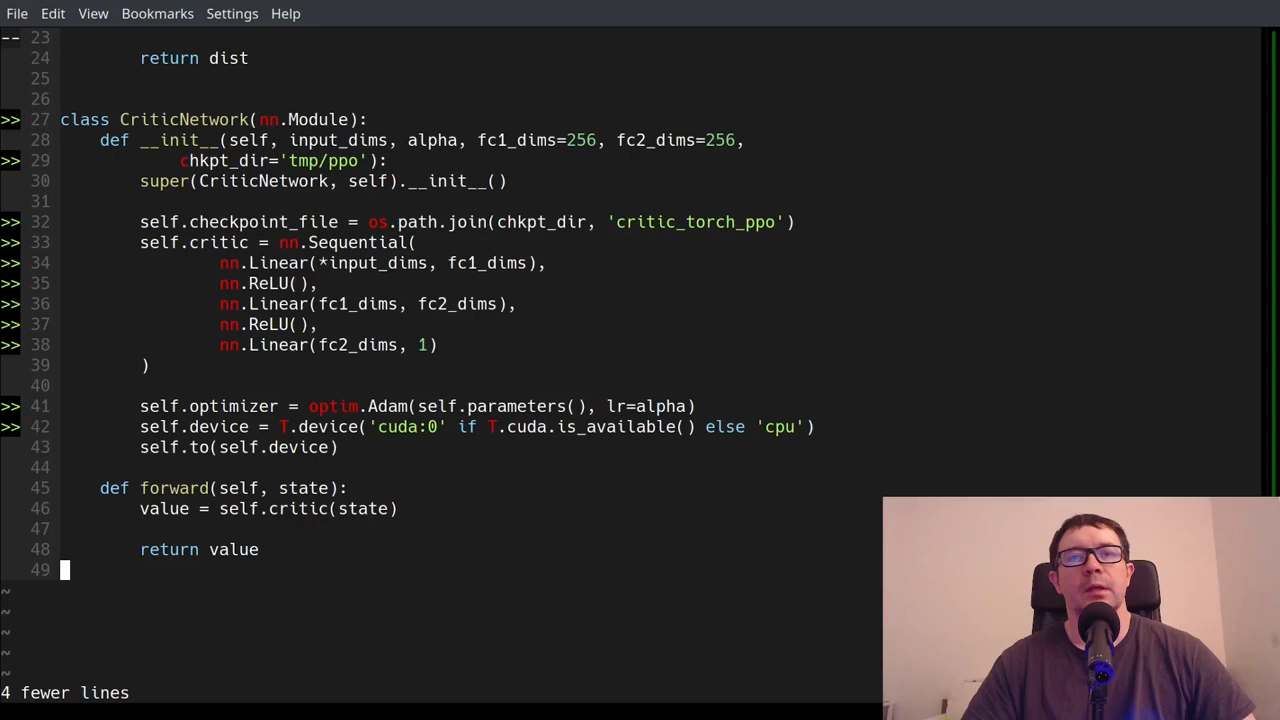 File Edit View Bookmarks Settings Help
-- 23
24         return dist
25
26
>> 27 class CriticNetwork(nn.Module):
28     def __init__(self, input_dims, alpha, fc1_dims=256, fc2_dims=256,
>> 29             chkpt_dir='tmp/ppo'):
30         super(CriticNetwork, self).__init__()
31
>> 32         self.checkpoint_file = os.path.join(chkpt_dir, 'critic_torch_ppo')
>> 33         self.critic = nn.Sequential(
>> 34                 nn.Linear(*input_dims, fc1_dims),
>> 35                 nn.ReLU(),
>> 36                 nn.Linear(fc1_dims, fc2_dims),
>> 37                 nn.ReLU(),
>> 38                 nn.Linear(fc2_dims, 1)
39         )
40
>> 41         self.optimizer = optim.Adam(self.parameters(), lr=alpha)
>> 42         self.device = T.device('cuda:0' if T.cuda.is_available() else 'cpu')
43         self.to(self.device)
44
45     def forward(self, state):
46         value = self.critic(state)
47
48         return value
49
~
~
~
~
~
4 fewer lines